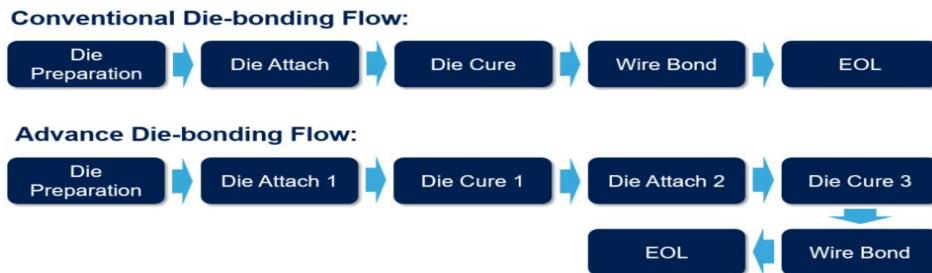 Conventional Die-bonding Flow:
Die
Preparation
Die Attach
Die Cure
Wire Bond
EOL
Advance Die-bonding Flow:
Die
Preparation
Die Attach 1
Die Cure 1
Die Attach 2
Die Cure 3
Wire Bond
EOL